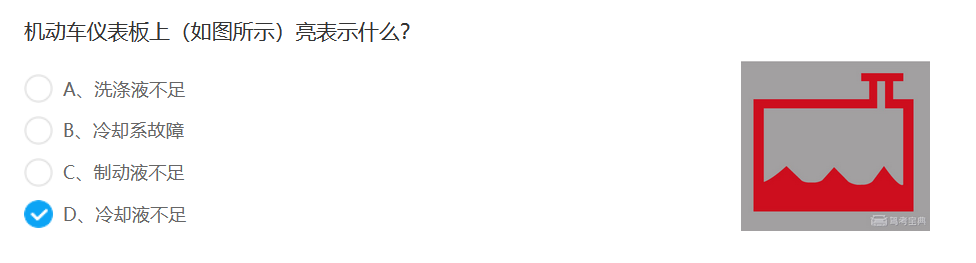 机动车仪表板上（如图所示）亮表示什么？
A、洗涤液不足
B、冷却系故障
C、制动液不足
D、冷却液不足
驾考宝典